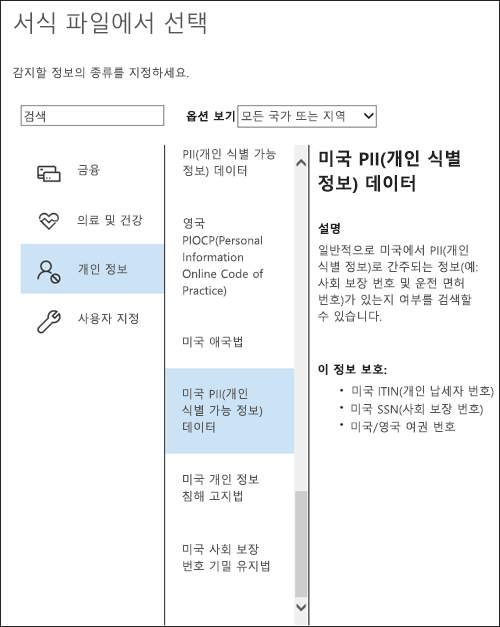 서식 파일에서 선택
감지할 정보의 종류를 지정하세요.
검색
옵션 보기
모든 국가 또는 지역
금융
의료 및 건강
개인 정보
사용자 지정
PII(개인 식별 가능
정보) 데이터
영국
PIOCP(Personal
Information
Online Code of
Practice)
미국 애국법
미국 PII(개인
식별 가능 정보)
데이터
미국 개인 정보
침해 고지법
미국 사회 보장
번호 기밀 유지법
미국 PII(개인 식별
정보) 데이터
설명
일반적으로 미국에서 PII(개인
식별 정보)로 간주되는 정보(예:
사회 보장 번호 및 운전 면허
번호)가 있는지 여부를 검색할
수 있습니다.
이 정보 보호:
• 미국 ITIN(개인 납세자 번호)
• 미국 SSN(사회 보장 번호)
• 미국/영국 여권 번호